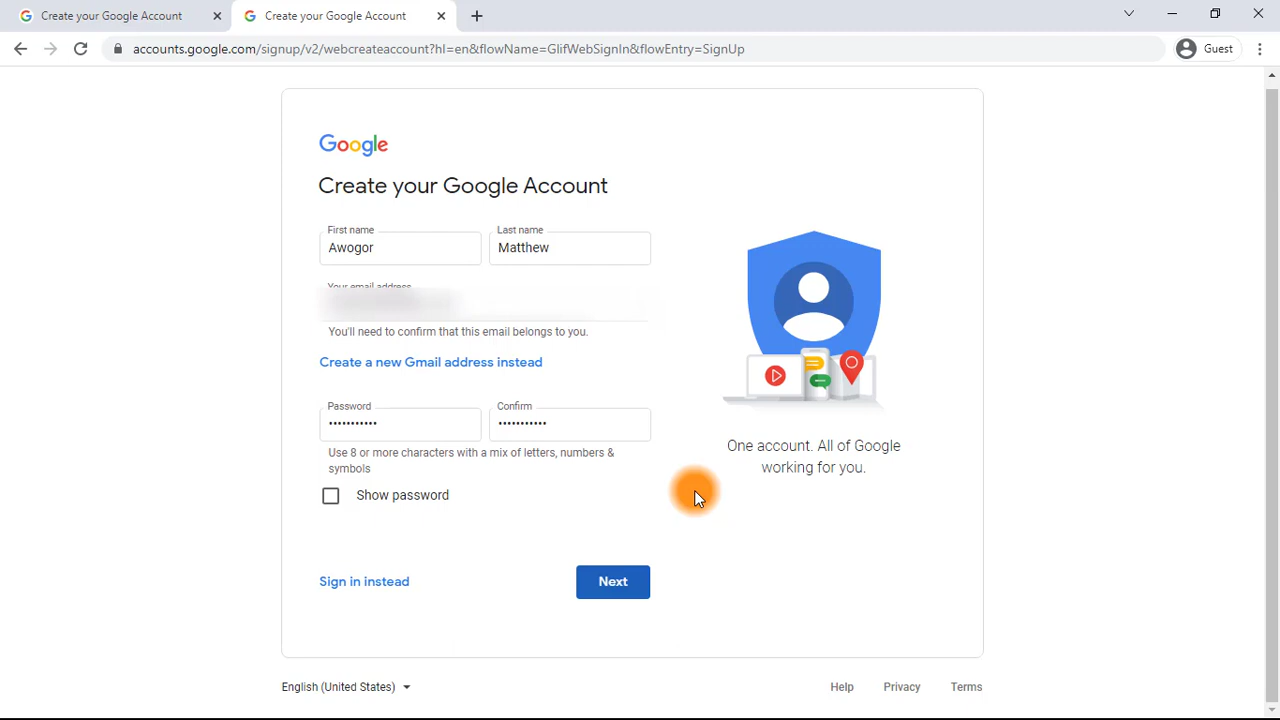 Create your Google Account
Create your Google Account
accounts.google.com/signup/v2/webcreateaccount?hl=en&flowName=GlifWebSignIn&flowEntry=SignUp
Guest
Google
Create your Google Account
First name
Last name
Awogor
Matthew
Your email address
You'll need to confirm that this email belongs to you.
Create a new Gmail address instead
Password
Confirm
•••••••••••
•••••••••••
Use 8 or more characters with a mix of letters, numbers &
symbols
Show password
One account. All of Google
working for you.
Sign in instead
Next
English (United States)
Help
Privacy
Terms